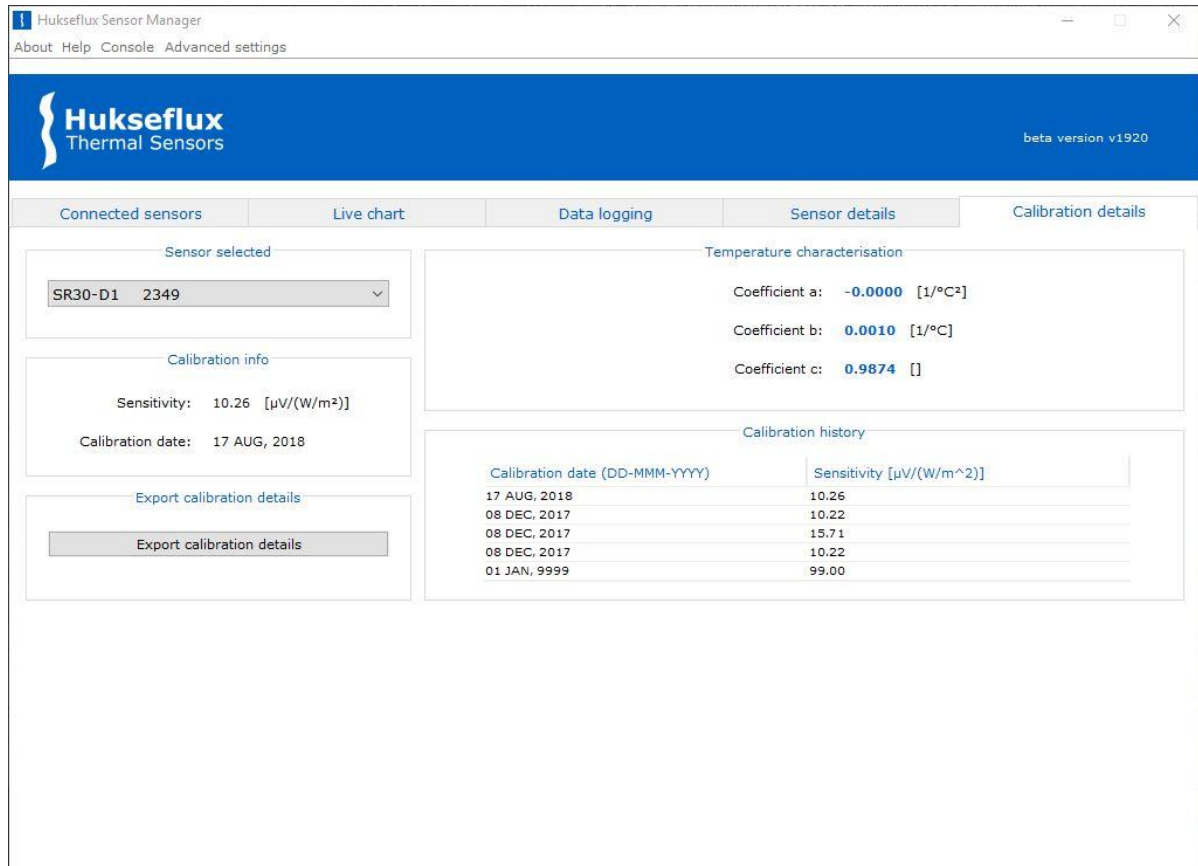 Hukseflux Sensor Manager
About Help Console Advanced settings
Hukseflux
Thermal Sensors
beta version v1920
Connected sensors Live chart Data logging Sensor details Calibration details
Sensor selected
SR30-D1 2349
Calibration info
Sensitivity: 10.26 [µV/(W/m²)]
Calibration date: 17 AUG, 2018
Export calibration details
Export calibration details
Temperature characterisation
Coefficient a: -0.0000 [1/°C²]
Coefficient b: 0.0010 [1/°C]
Coefficient c: 0.9874 []
Calibration history
Calibration date (DD-MMM-YYYY) Sensitivity [µV/(W/m^2)]
17 AUG, 2018 10.26
08 DEC, 2017 10.22
08 DEC, 2017 15.71
08 DEC, 2017 10.22
01 JAN, 9999 99.00